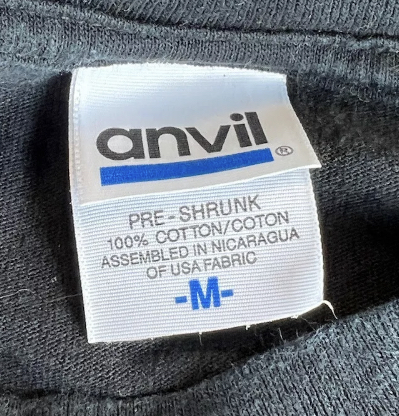 anvil®
PRE-SHRUNK
100% COTTON/COTON
ASSEMBLED IN NICARAGUA
OF USA FABRIC
-M-